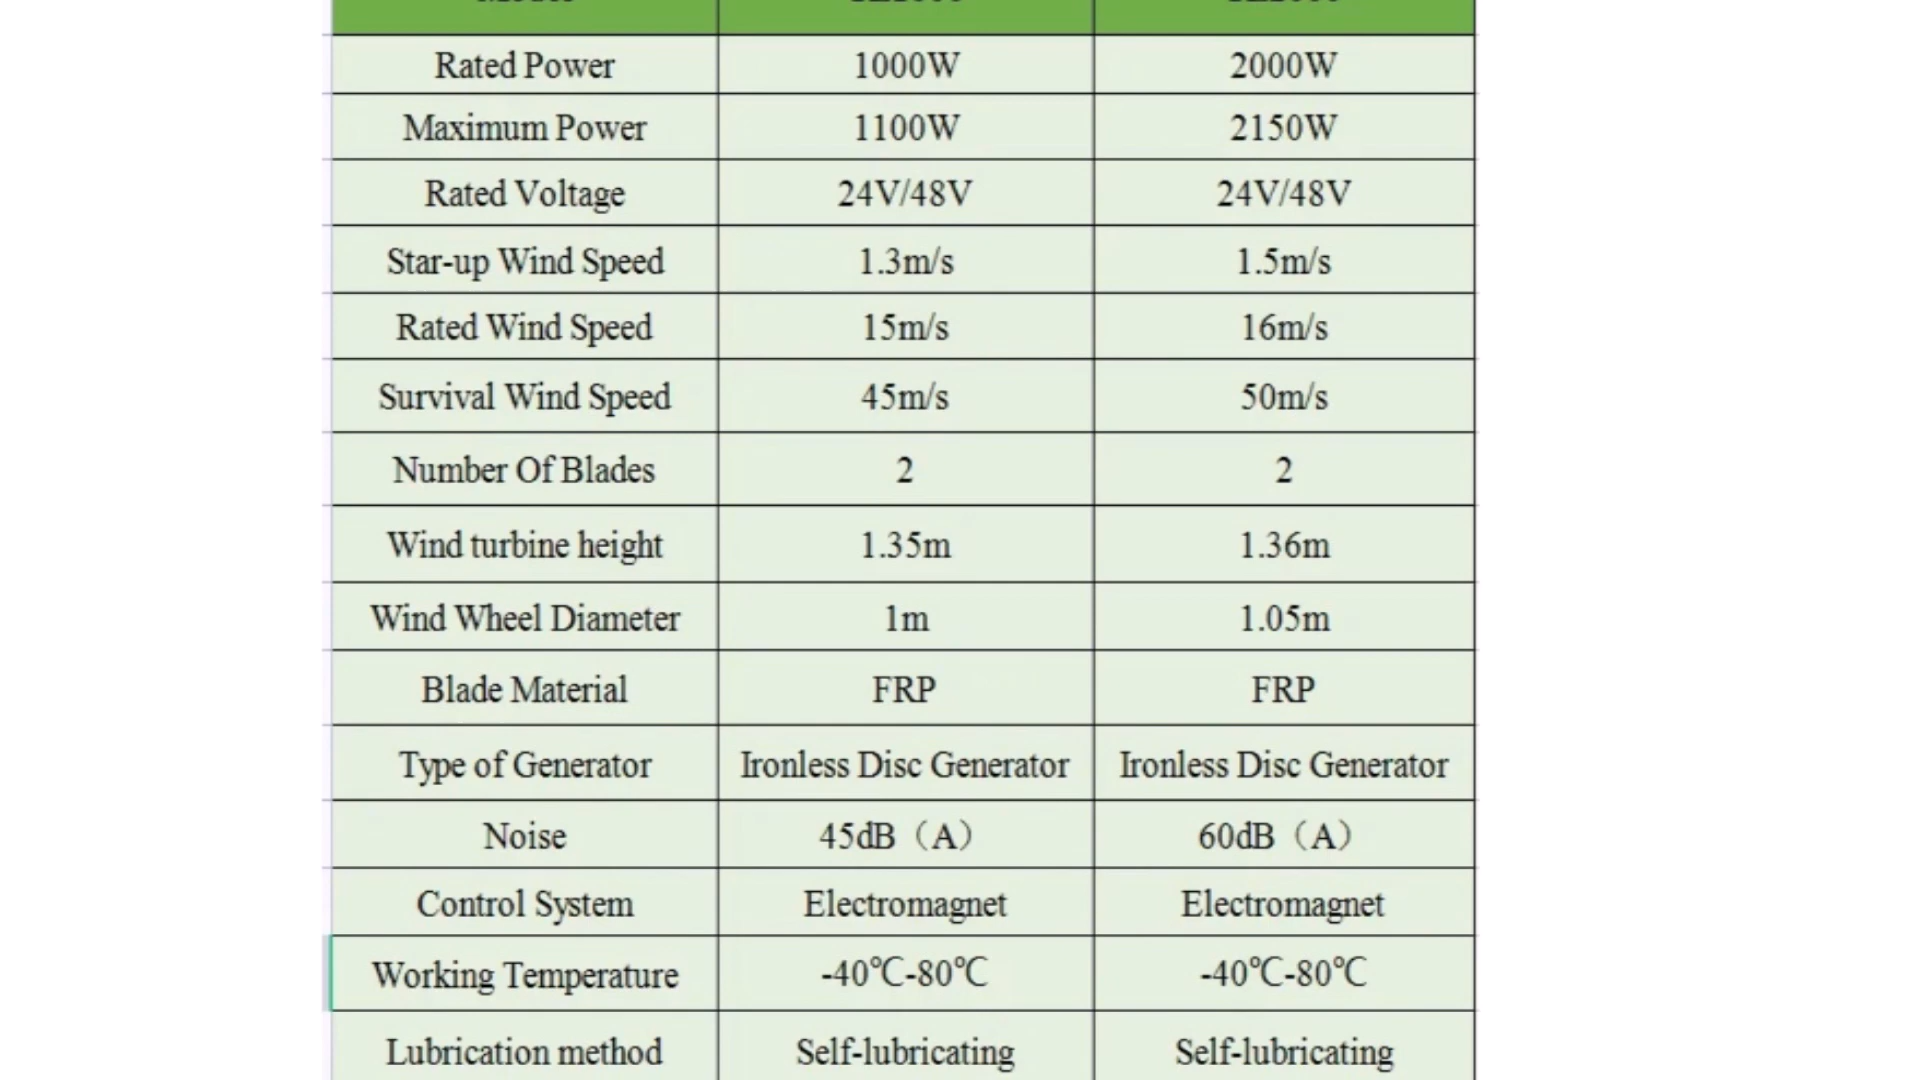 Rated Power 1000W 2000W
Maximum Power 1100W 2150W
Rated Voltage 24V/48V 24V/48V
Star-up Wind Speed 1.3m/s 1.5m/s
Rated Wind Speed 15m/s 16m/s
Survival Wind Speed 45m/s 50m/s
Number Of Blades 2 2
Wind turbine height 1.35m 1.36m
Wind Wheel Diameter 1m 1.05m
Blade Material FRP FRP
Type of Generator Ironless Disc Generator Ironless Disc Generator
Noise 45dB（A） 60dB（A）
Control System Electromagnet Electromagnet
Working Temperature -40℃-80℃ -40℃-80℃
Lubrication method Self-lubricating Self-lubricating